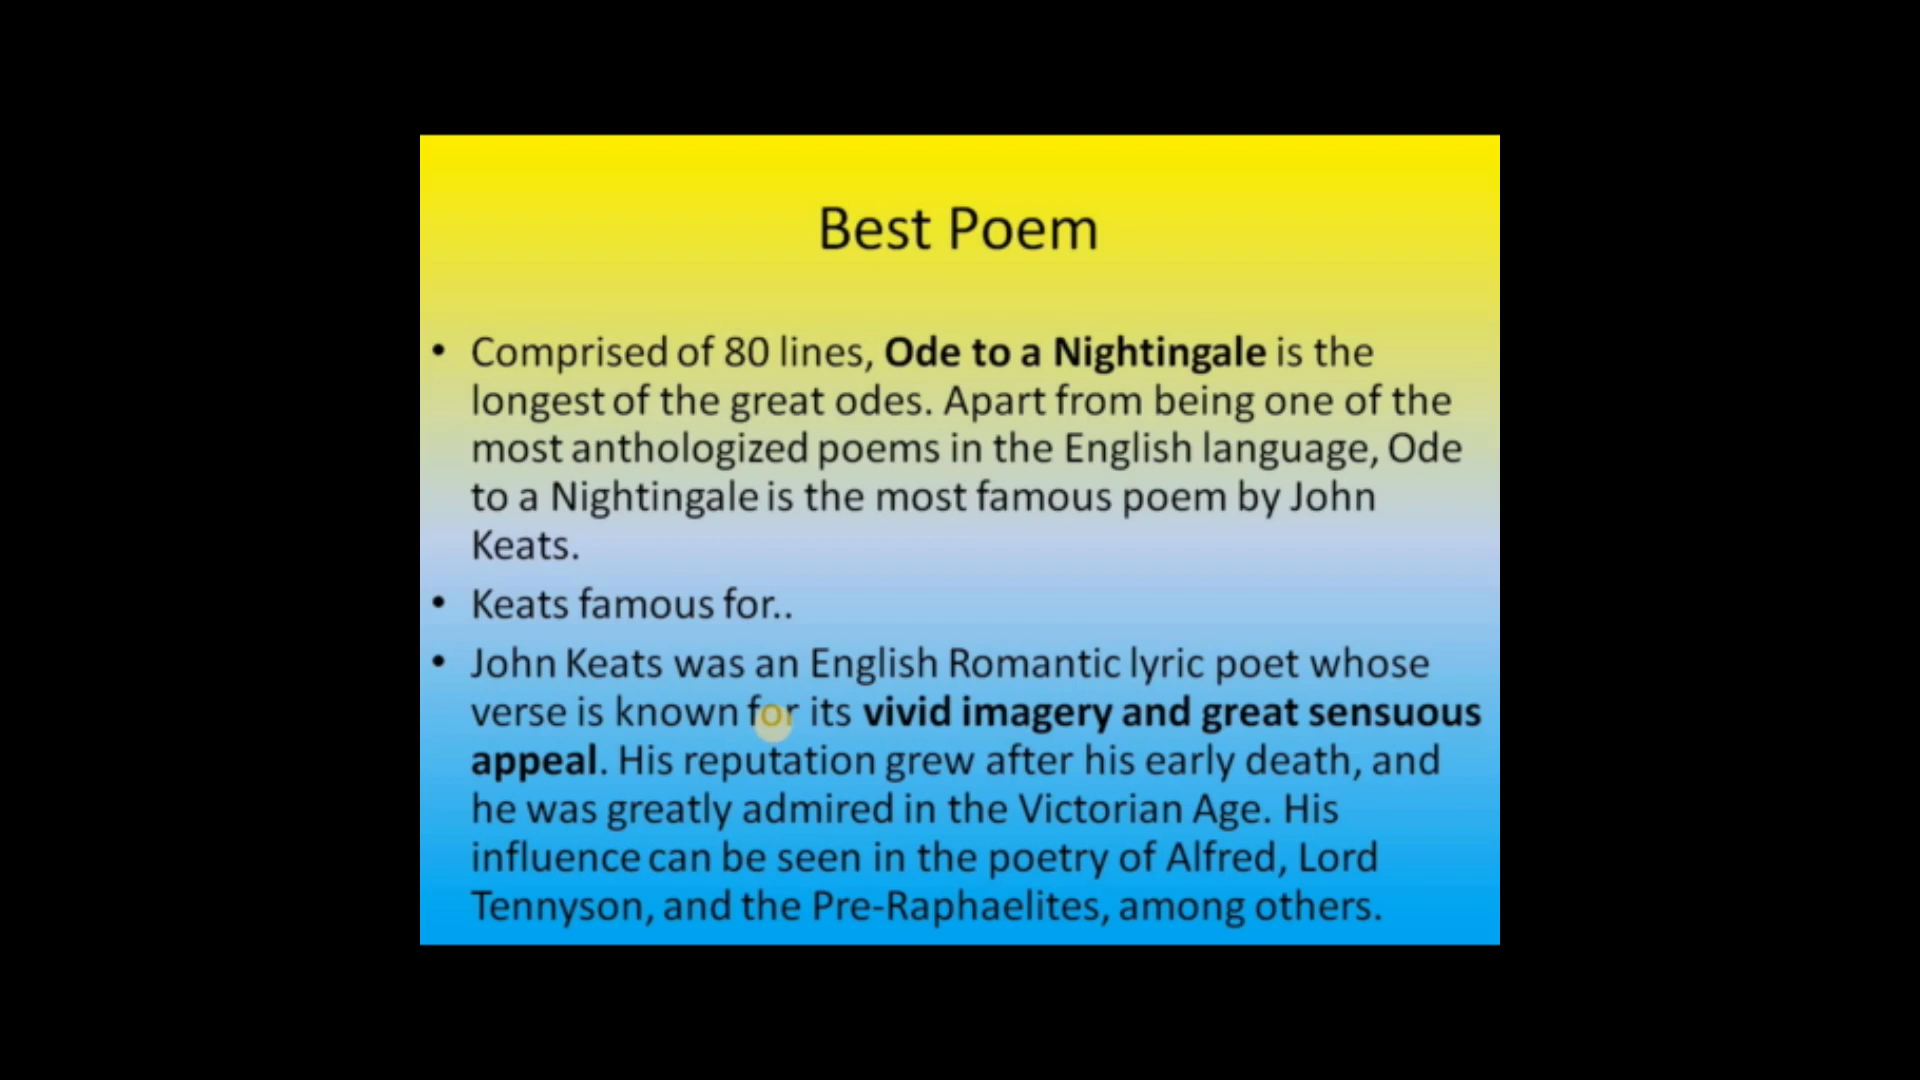 Best Poem
• Comprised of 80 lines, Ode to a Nightingale is the
longest of the great odes. Apart from being one of the
most anthologized poems in the English language, Ode
to a Nightingale is the most famous poem by John
Keats.
• Keats famous for..
• John Keats was an English Romantic lyric poet whose
verse is known for its vivid imagery and great sensuous
appeal. His reputation grew after his early death, and
he was greatly admired in the Victorian Age. His
influence can be seen in the poetry of Alfred, Lord
Tennyson, and the Pre-Raphaelites, among others.